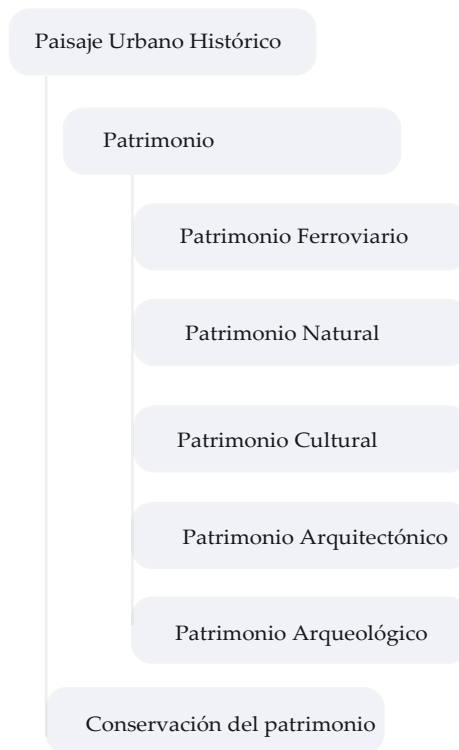 Paisaje Urbano Histórico
Patrimonio
Patrimonio Ferroviario
Patrimonio Natural
Patrimonio Cultural
Patrimonio Arquitectónico
Patrimonio Arqueológico
Conservación del patrimonio